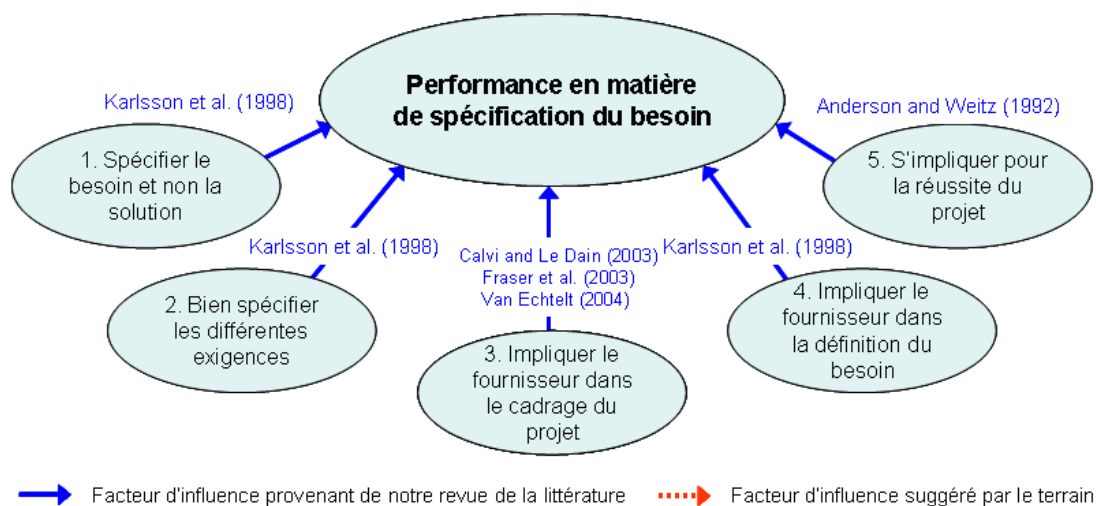 Performance en matière
de spécification du besoin
Karlsson et al. (1998)
Anderson and Weitz (1992)
1. Spécifier le
besoin et non la
solution
5. S'impliquer pour
la réussite du
projet
Karlsson et al. (1998)
Calvi and Le Dain (2003)
Fraser et al. (2003)
Van Echtelt (2004)
Karlsson et al. (1998)
2. Bien spécifier
les différentes
exigences
3. Impliquer le
fournisseur dans
le cadrage du
projet
4. Impliquer le
fournisseur dans
la définition du
besoin
Facteur d'influence provenant de notre revue de la littérature
Facteur d'influence suggéré par le terrain